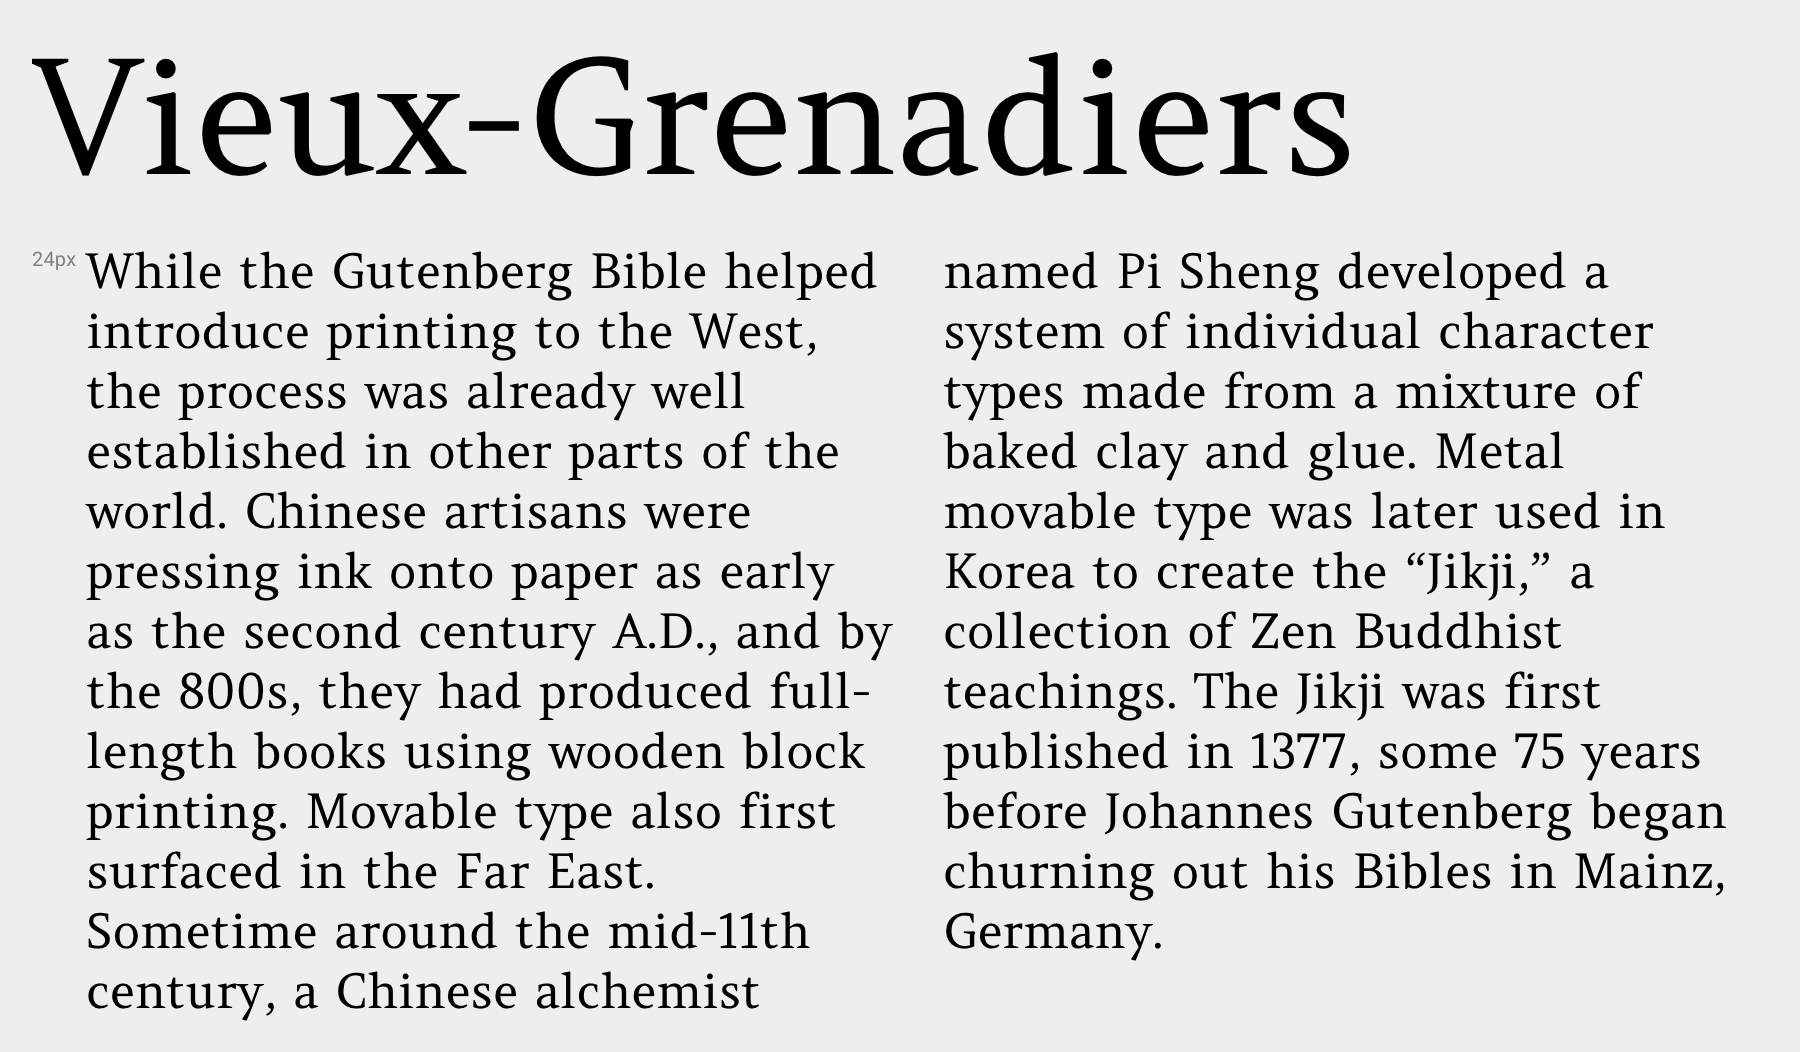 Vieux-Grenadiers
24px
While the Gutenberg Bible helped
introduce printing to the West,
the process was already well
established in other parts of the
world. Chinese artisans were
pressing ink onto paper as early
as the second century A.D., and by
the 800s, they had produced full-
length books using wooden block
printing. Movable type also first
surfaced in the Far East.
Sometime around the mid-11th
century, a Chinese alchemist
named Pi Sheng developed a
system of individual character
types made from a mixture of
baked clay and glue. Metal
movable type was later used in
Korea to create the “Jikji,” a
collection of Zen Buddhist
teachings. The Jikji was first
published in 1377, some 75 years
before Johannes Gutenberg began
churning out his Bibles in Mainz,
Germany.